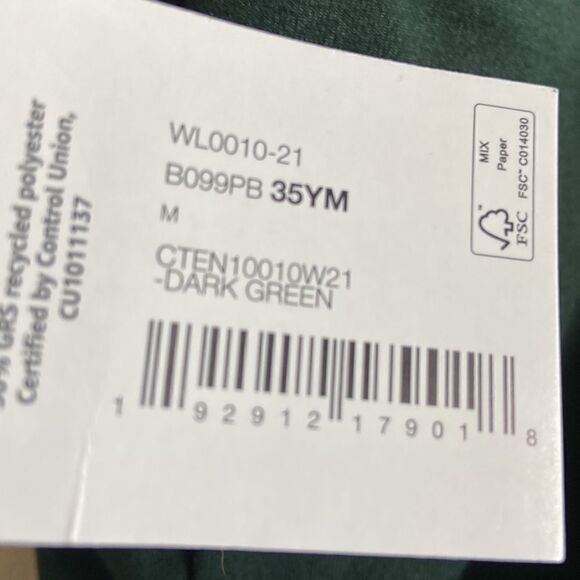 WL0010-21
B099PB 35YM
M
CTEN10010W21
-DARK GREEN
1 92912 17901 8
MIX
Paper
FSC™ C014030
FSC
GRS recycled polyester
Certified by Control Union,
CU1011137